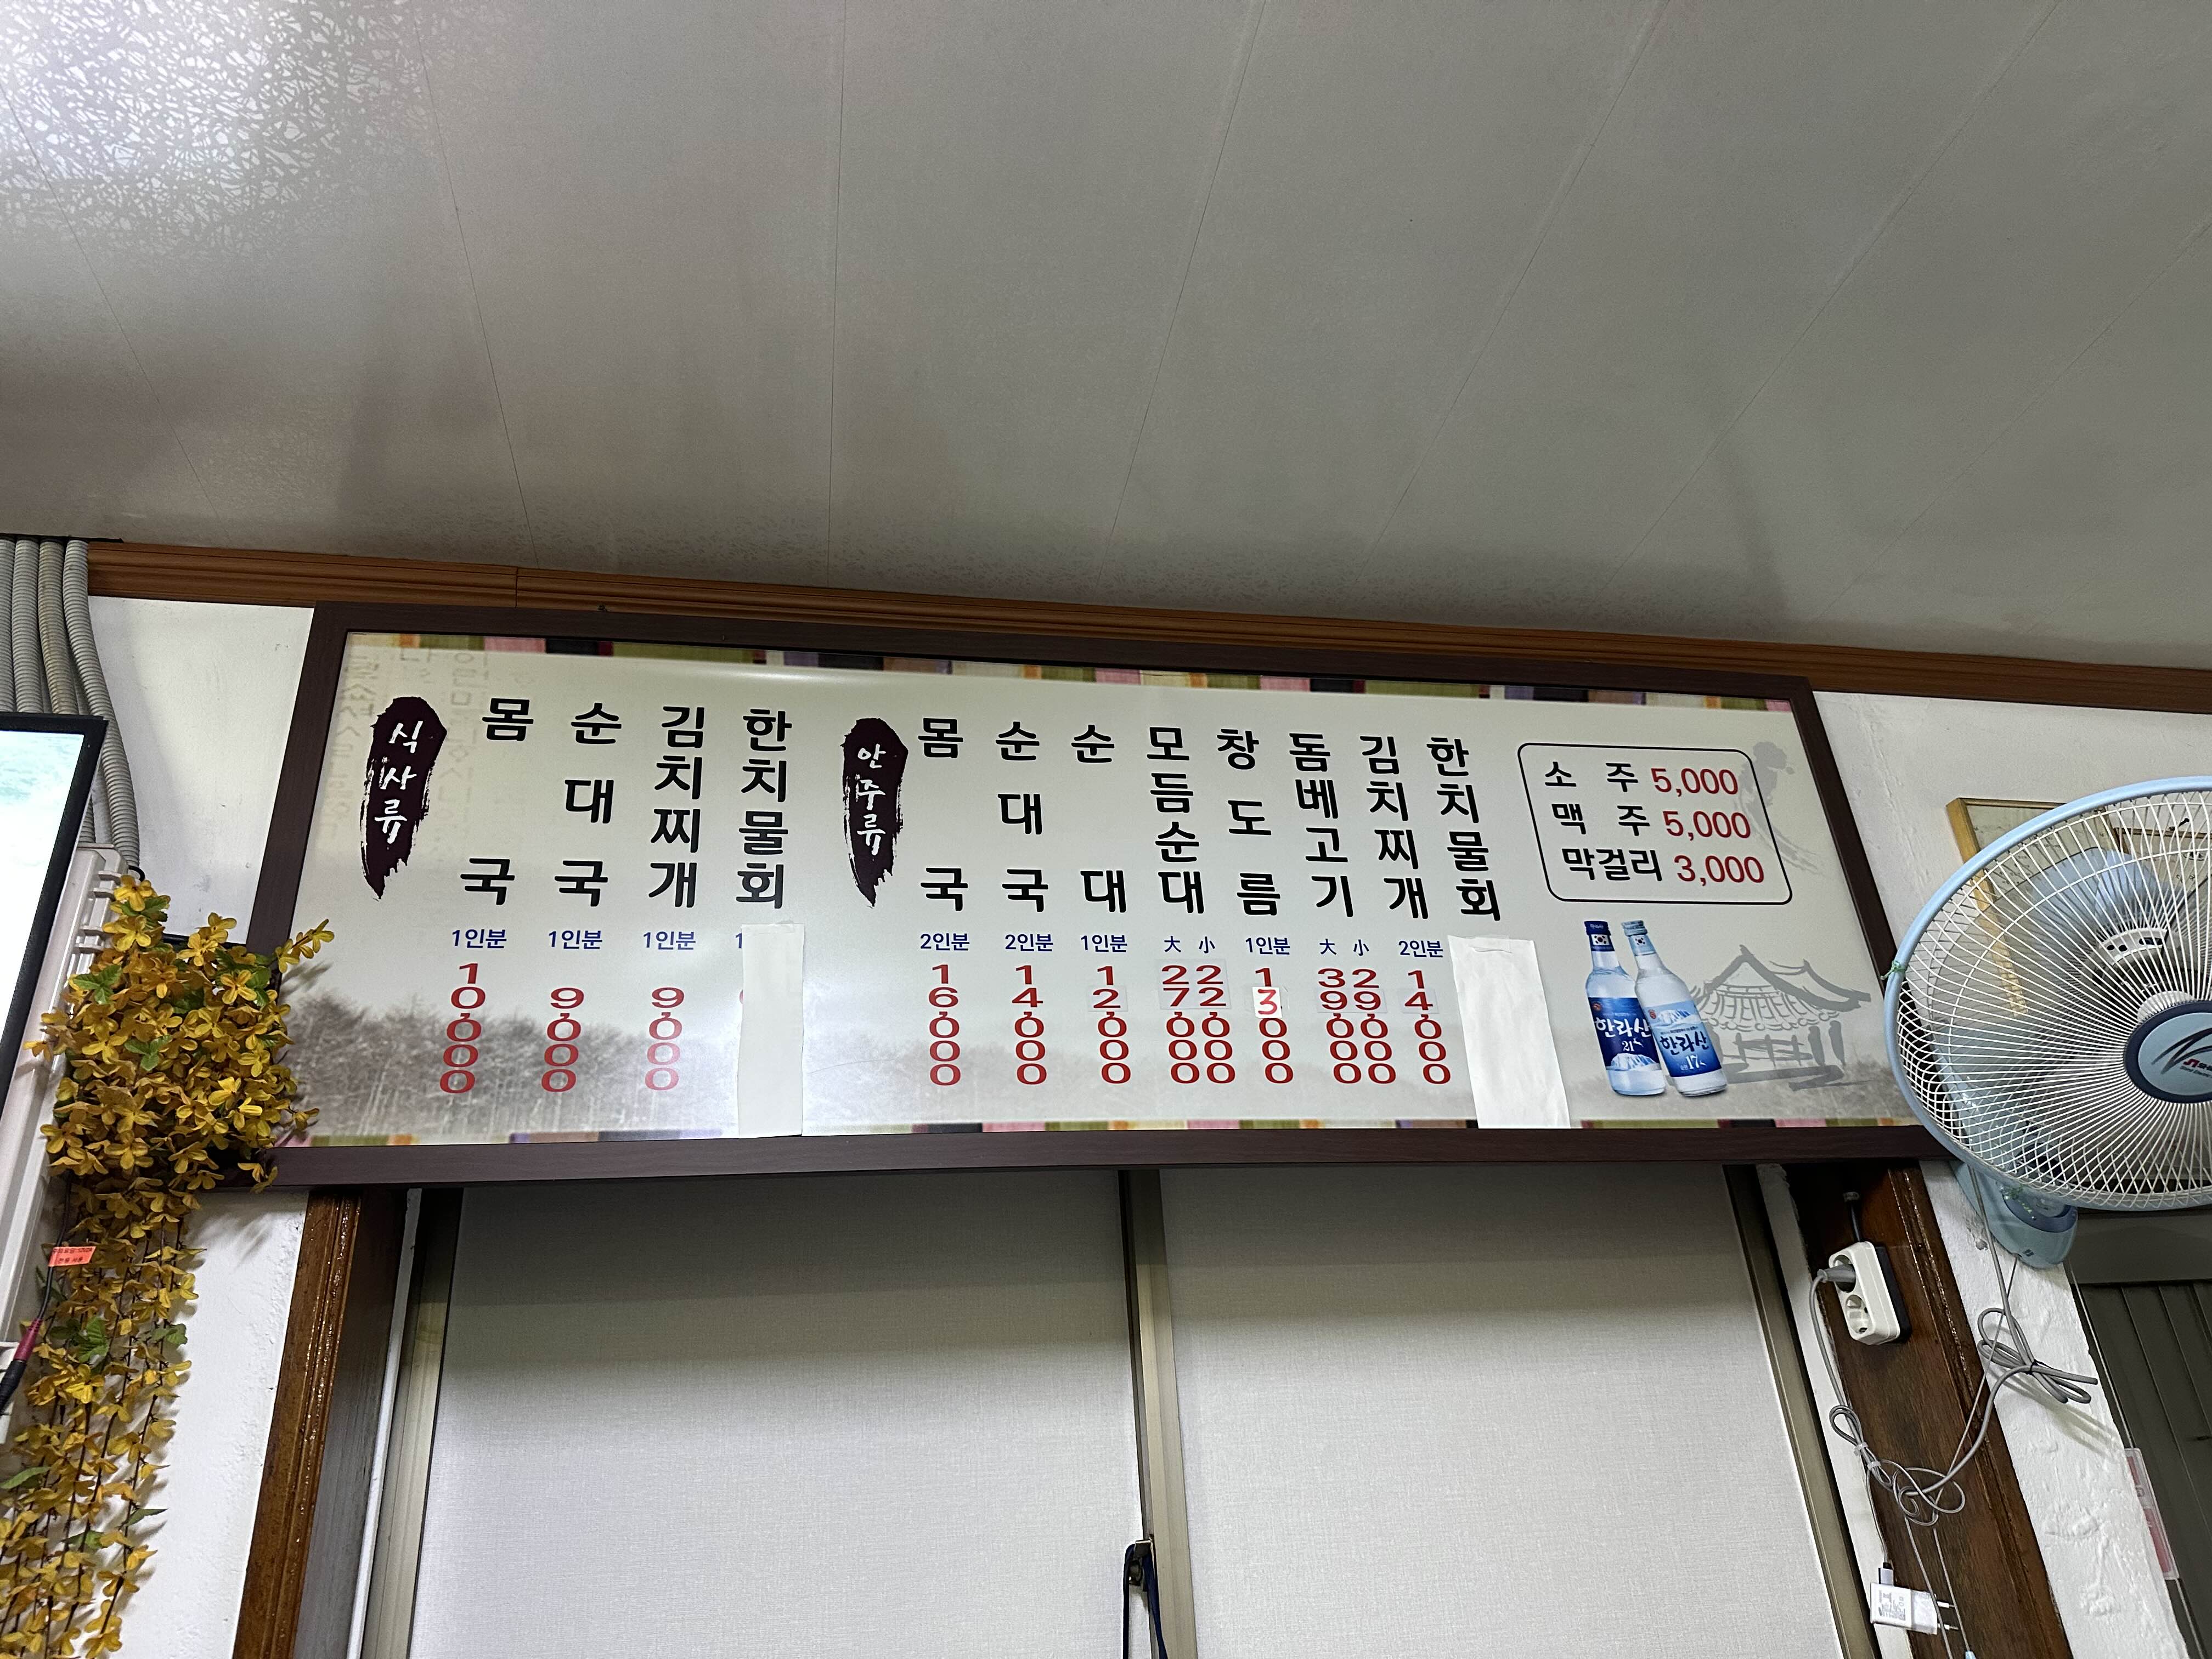 식사류
몸국 1인분 10,000
순대국 1인분 9,000
김치찌개 1인분 9,000
한치물회
안주류
몸국 2인분 16,000
순대국 2인분 14,000
순대 1인분 12,000
모듬순대 大 27,000 小 22,000
창도름 1인분 13,000
돔베고기 大 39,000 小 29,000
김치찌개 2인분 14,000
한치물회
소주 5,000
맥주 5,000
막걸리 3,000
한라산 21
한라산 17